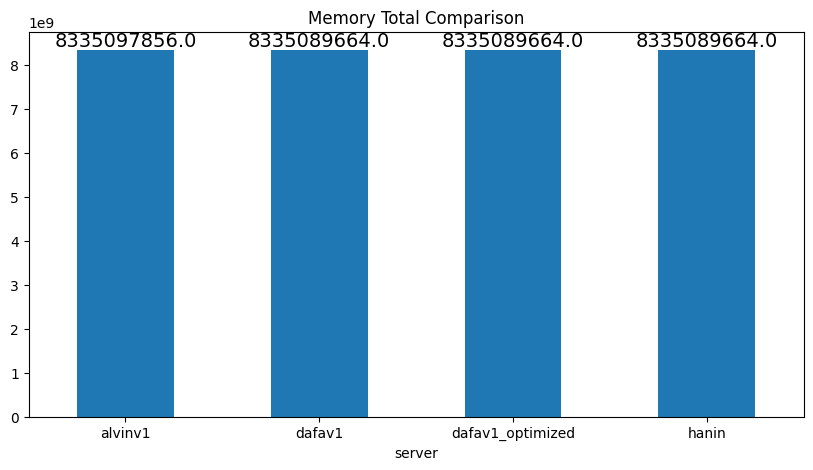 Memory Total Comparison
1e9
8335097856.0 8335089664.0 8335089664.0 8335089664.0
8
7
6
5
4
3
2
1
0
alvinv1 dafav1 dafav1_optimized hanin
server